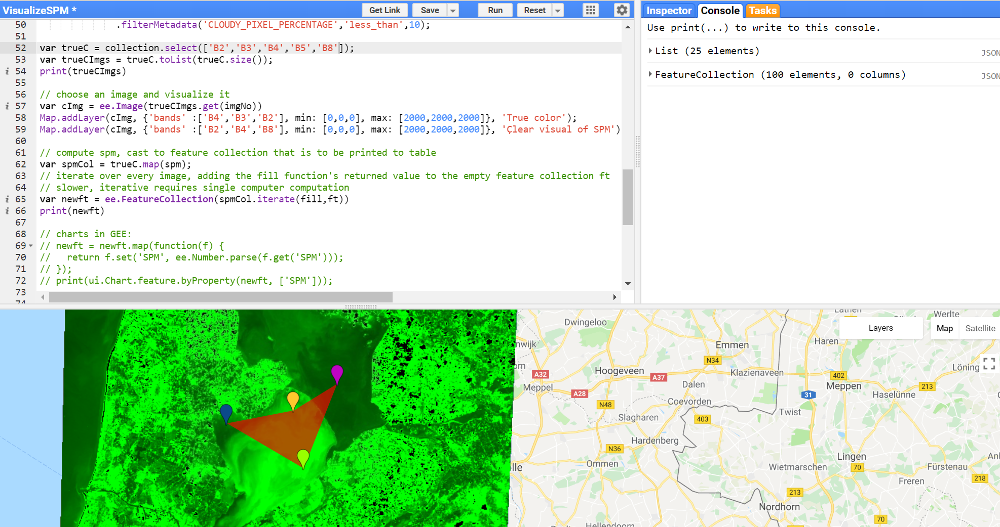 VisualizeSPM *
Get Link
Save
Run
Reset
Inspector
Console
Tasks
50 .filterMetadata('CLOUDY_PIXEL_PERCENTAGE','less_than',10);
51
52 var trueC = collection.select(['B2','B3','B4','B5','B8']);
53 var trueCImgs = trueC.toList(trueC.size());
i 54 print(trueCImgs)
55
56 // choose an image and visualize it
i 57 var cImg = ee.Image(trueCImgs.get(imgNo))
58 Map.addLayer(cImg, {'bands' :['B4','B3','B2'], min: [0,0,0], max: [2000,2000,2000]}, 'True color');
59 Map.addLayer(cImg, {'bands' :['B2','B4','B8'], min: [0,0,0], max: [2000,2000,2000]}, 'Çlear visual of SPM')
60
61 // compute spm, cast to feature collection that is to be printed to table
62 var spmCol = trueC.map(spm);
63 // iterate over every image, adding the fill function's returned value to the empty feature collection ft
64 // slower, iterative requires single computer computation
i 65 var newft = ee.FeatureCollection(spmCol.iterate(fill,ft))
i 66 print(newft)
67
68 // charts in GEE:
69 // newft = newft.map(function(f) {
70 //   return f.set('SPM', ee.Number.parse(f.get('SPM')));
71 // });
72 // print(ui.Chart.feature.byProperty(newft, ['SPM']));
73
74
Use print(...) to write to this console.
List (25 elements)
JSON
FeatureCollection (100 elements, 0 columns)
JSON
Layers
Map
Satellite
Lathen
Werlte
Dwingeloo
nwijk
Emmen
Haren
N34
orn
Löning
Hoogeveen
A32
A37
Klazienaveen
402
Meppel
Dalen
Meppen
213
A28
31
Haselünne
Coevorden
N48
Twist
Slagharen
403
Hardenberg
N36
Lingen
An
Ommen
lle
Wietmarschen
70
Fürstenau
218
Freren
213
Nordhorn
70
Hellendoorn